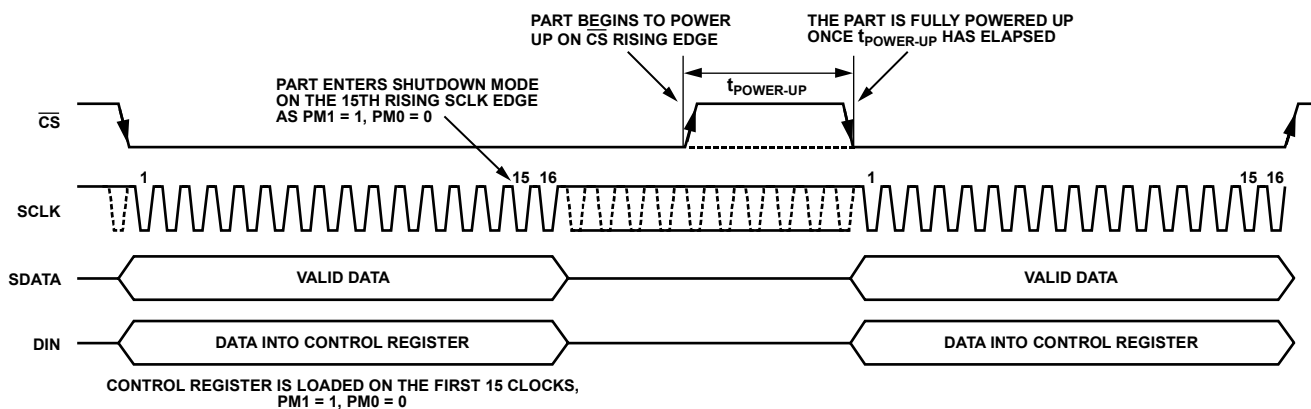 PART BEGINS TO POWER
UP ON CS RISING EDGE
THE PART IS FULLY POWERED UP
ONCE tPOWER-UP HAS ELAPSED
PART ENTERS SHUTDOWN MODE
ON THE 15TH RISING SCLK EDGE
AS PM1 = 1, PM0 = 0
tPOWER-UP
CS
1 15 16 1 15 16
SCLK
SDATA VALID DATA VALID DATA
DIN DATA INTO CONTROL REGISTER DATA INTO CONTROL REGISTER
CONTROL REGISTER IS LOADED ON THE FIRST 15 CLOCKS,
PM1 = 1, PM0 = 0